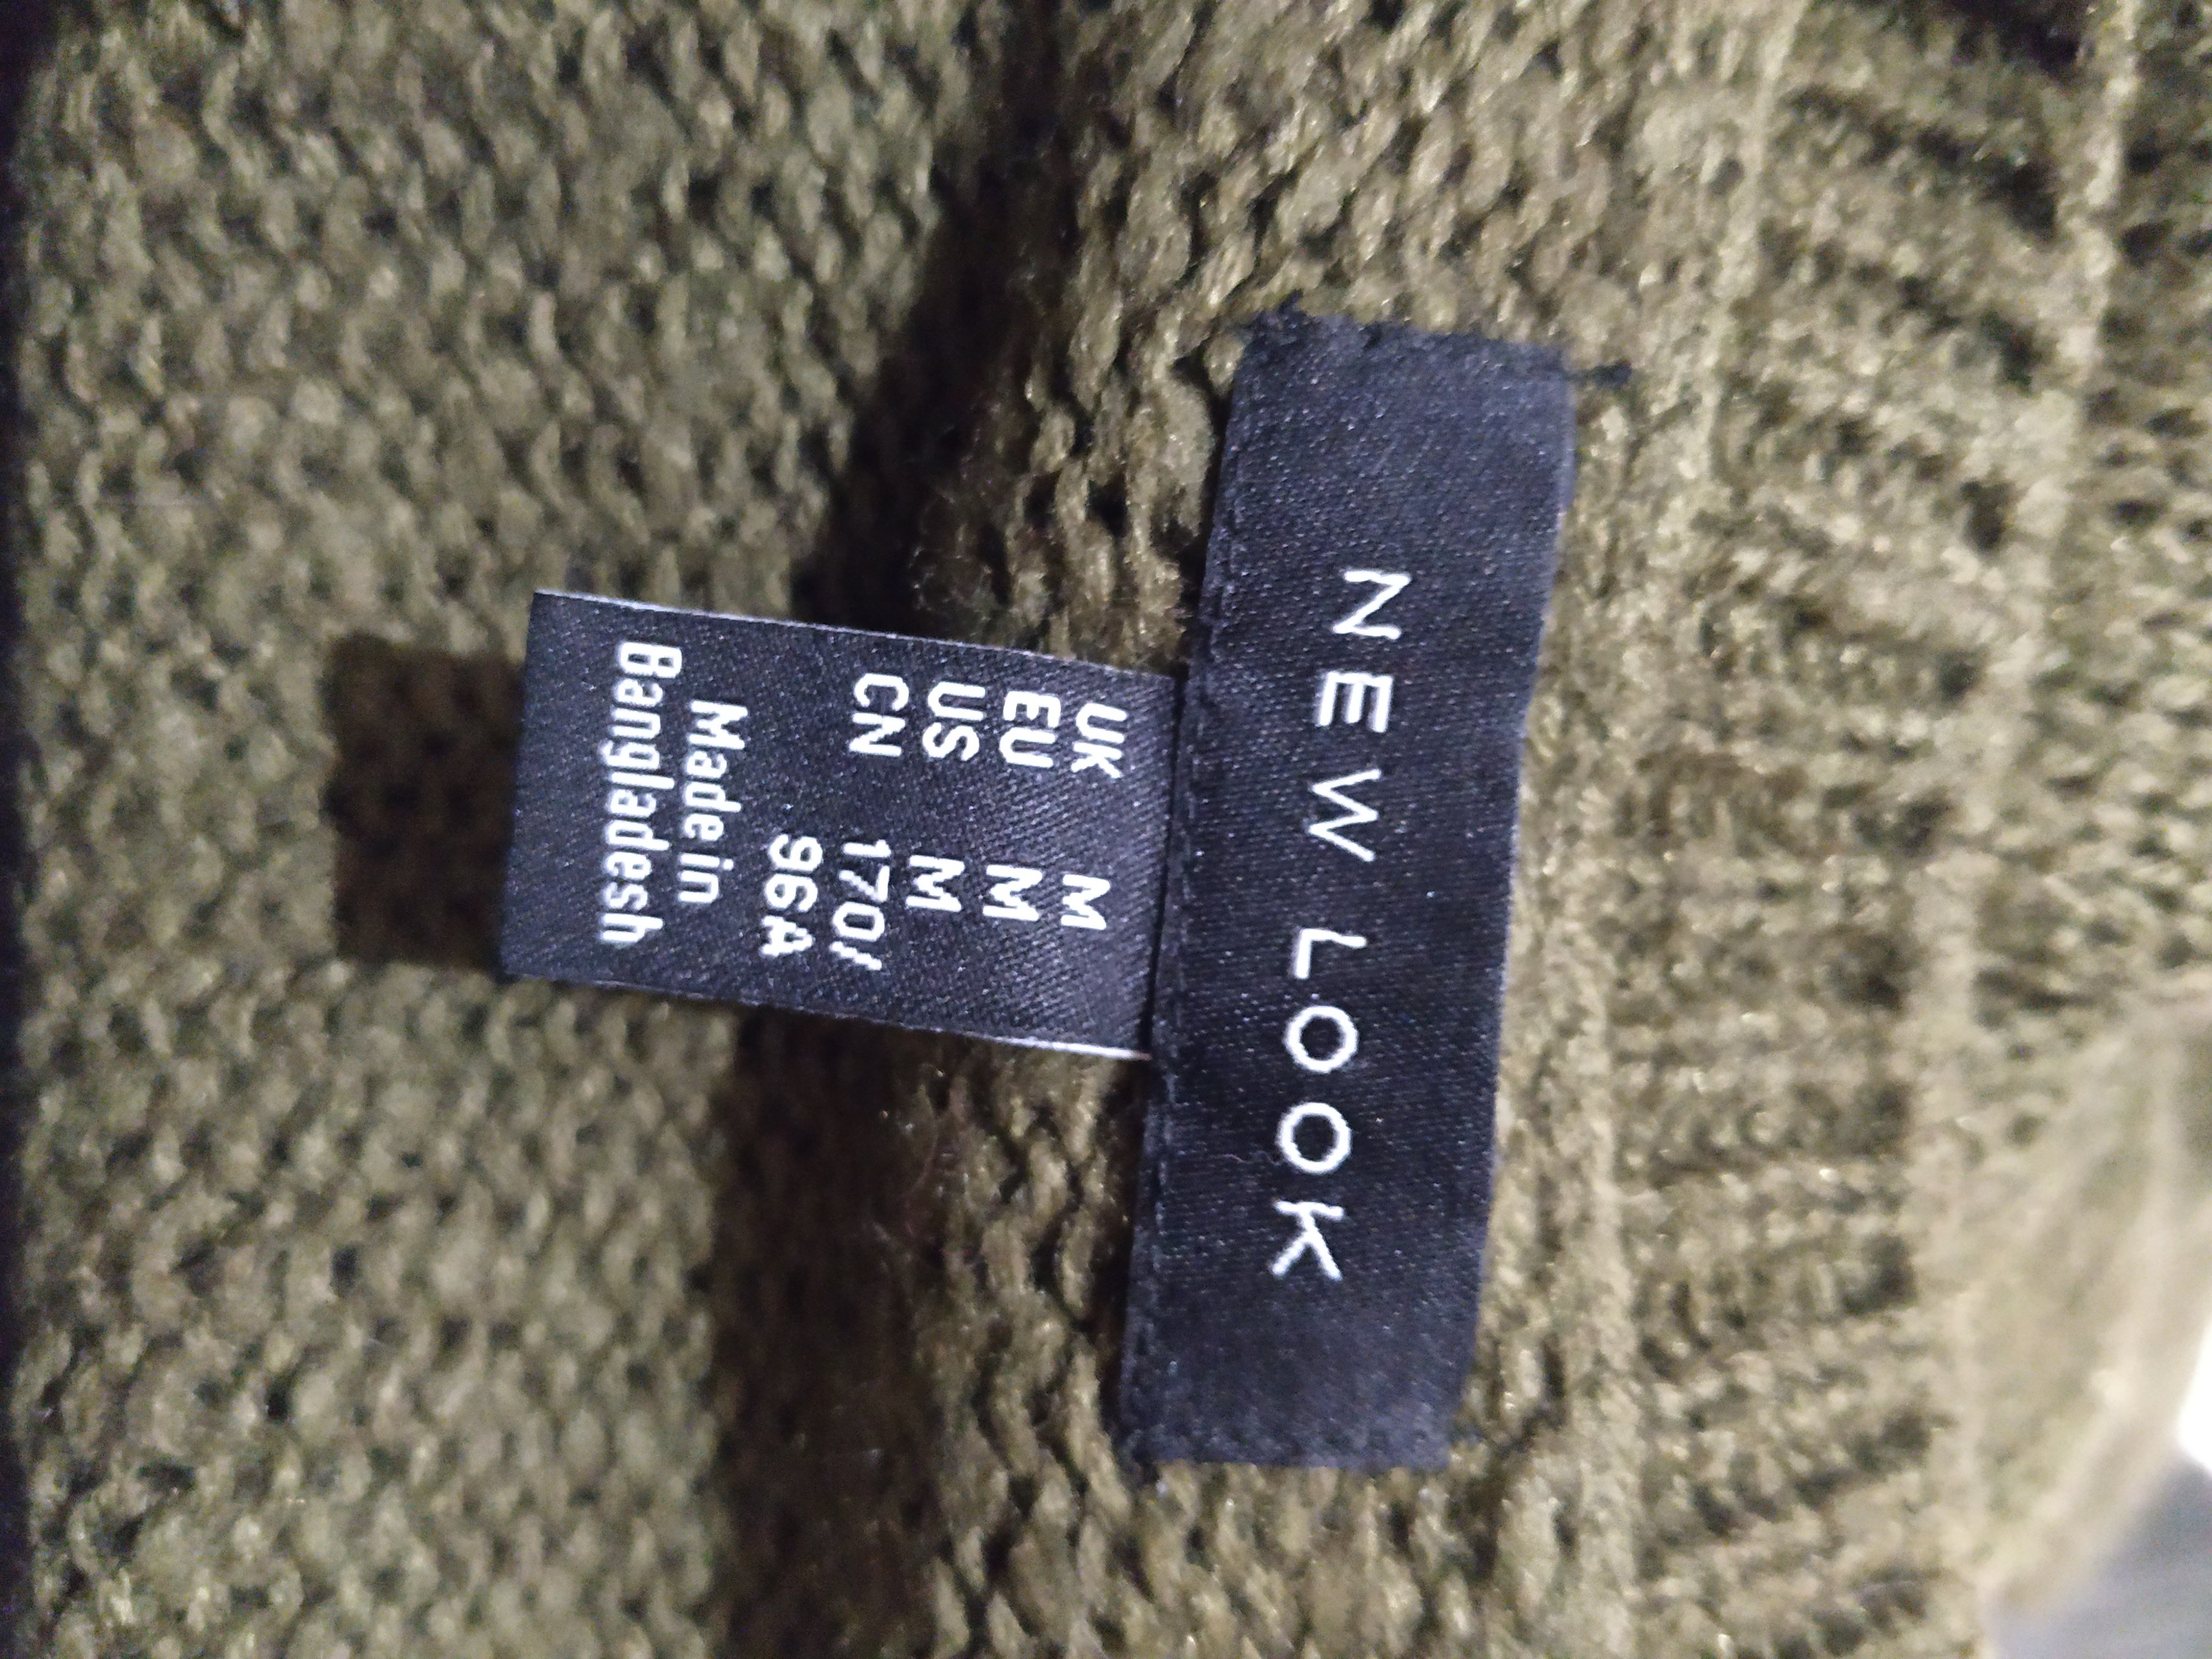 NEW LOOK
UK M
EU M
US M
CN 170/
96A
Made in
Bangladesh